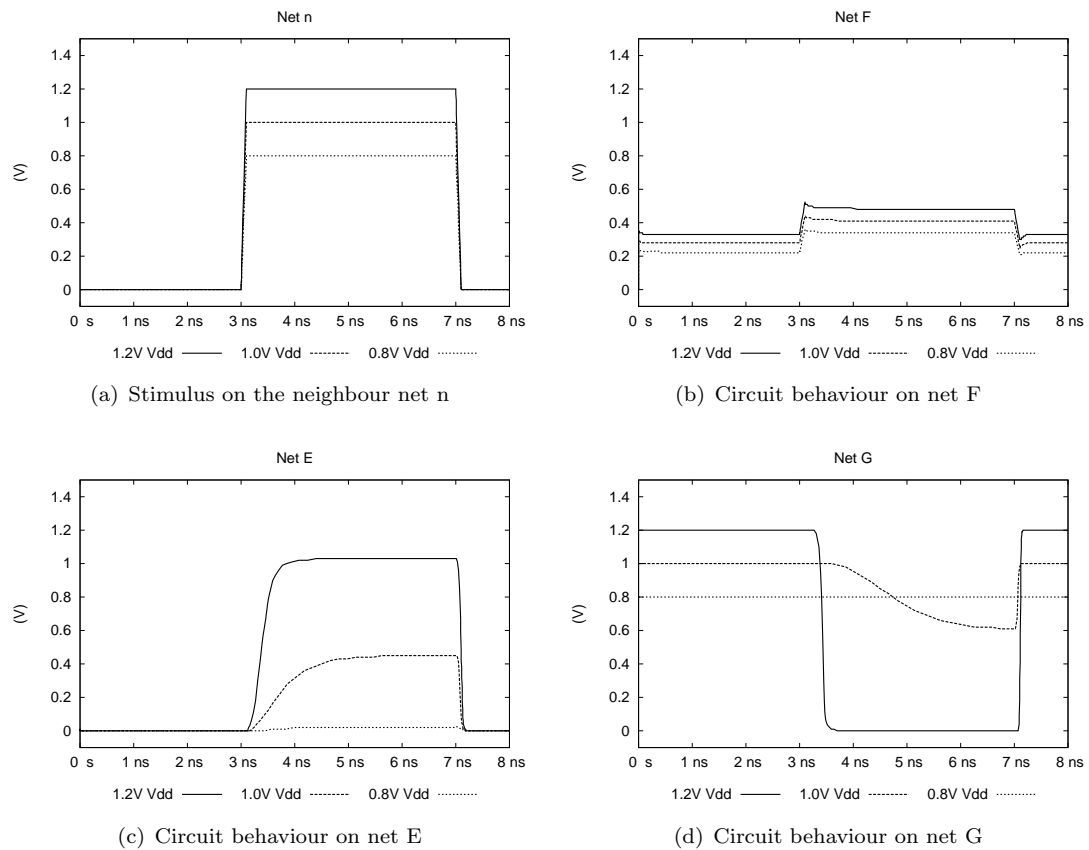 Net n
1.4
1.2
1
0.8
0.6
0.4
0.2
0
(V)
0 s 1 ns 2 ns 3 ns 4 ns 5 ns 6 ns 7 ns 8 ns
1.2V Vdd 1.0V Vdd 0.8V Vdd
(a) Stimulus on the neighbour net n
Net F
1.4
1.2
1
0.8
0.6
0.4
0.2
0
(V)
0 s 1 ns 2 ns 3 ns 4 ns 5 ns 6 ns 7 ns 8 ns
1.2V Vdd 1.0V Vdd 0.8V Vdd
(b) Circuit behaviour on net F
Net E
1.4
1.2
1
0.8
0.6
0.4
0.2
0
(V)
0 s 1 ns 2 ns 3 ns 4 ns 5 ns 6 ns 7 ns 8 ns
1.2V Vdd 1.0V Vdd 0.8V Vdd
(c) Circuit behaviour on net E
Net G
1.4
1.2
1
0.8
0.6
0.4
0.2
0
(V)
0 s 1 ns 2 ns 3 ns 4 ns 5 ns 6 ns 7 ns 8 ns
1.2V Vdd 1.0V Vdd 0.8V Vdd
(d) Circuit behaviour on net G